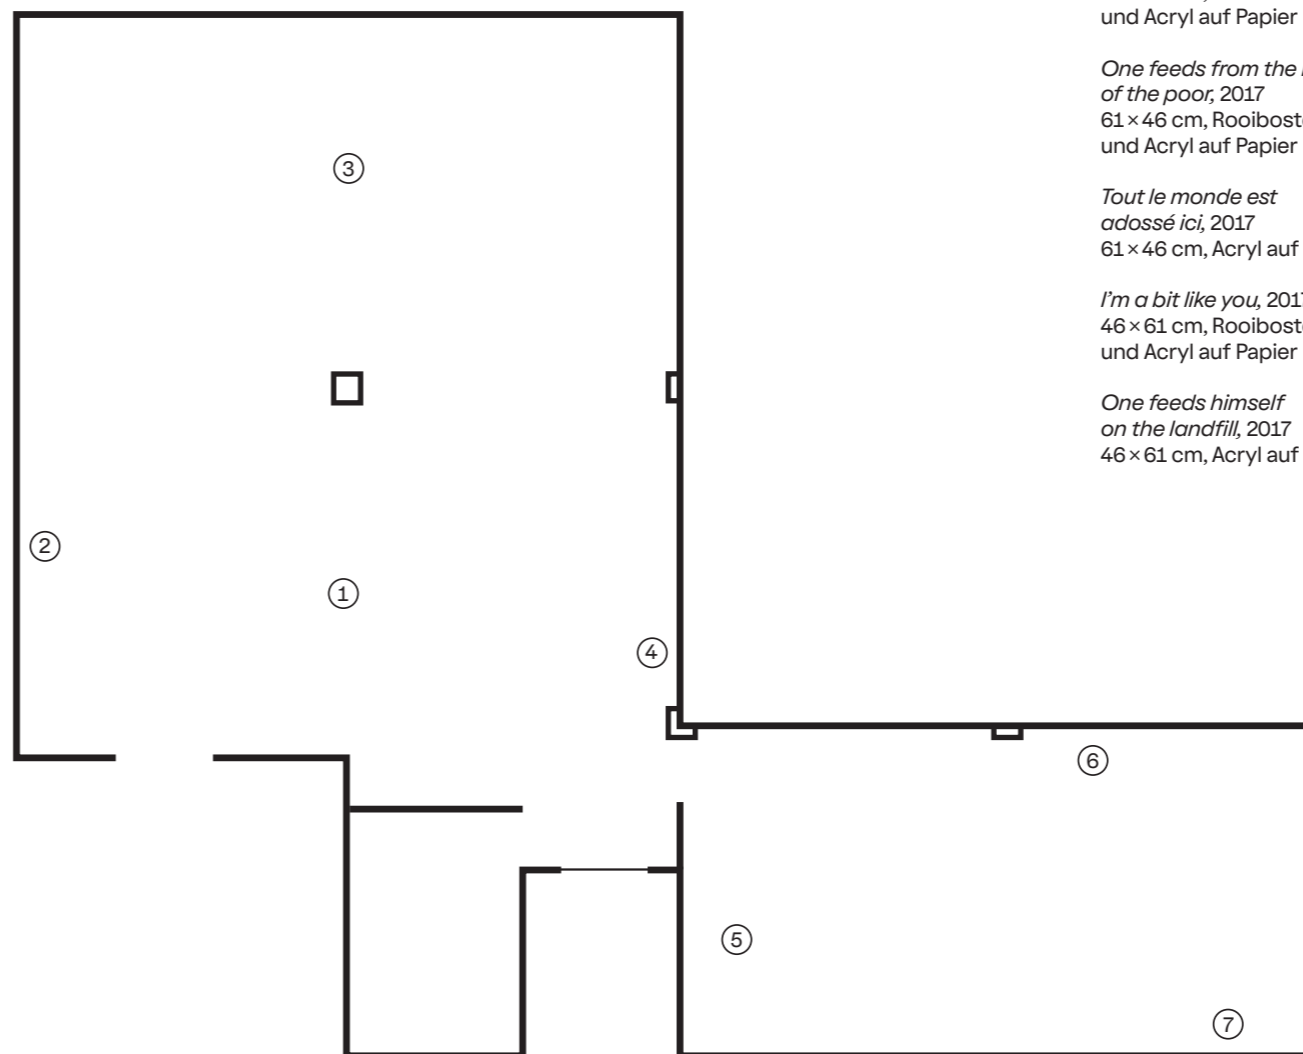 und Acryl auf Papier
One feeds from the
of the poor, 2017
61 × 46 cm,
und Acryl auf Papier
Tout le monde est
adossé ici, 2017
61 × 46 cm, Acryl auf
I’m a bit like you,
46 × 61 cm,
und Acryl auf Papier
One feeds himself
on the landfill, 2017
46 × 61 cm, Acryl auf
3
2
1
4
6
5
7